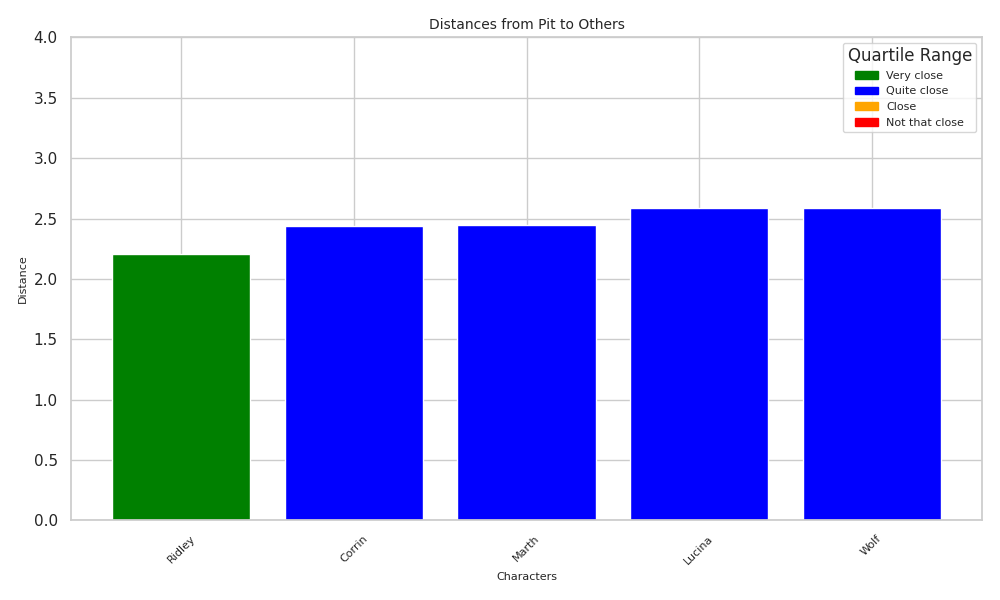 Distances from Pit to Others
4.0
3.5
3.0
2.5
2.0
1.5
1.0
0.5
0.0
Distance
Quartile Range
Very close
Quite close
Close
Not that close
Ridley
Corrin
Marth
Lucina
Wolf
Characters